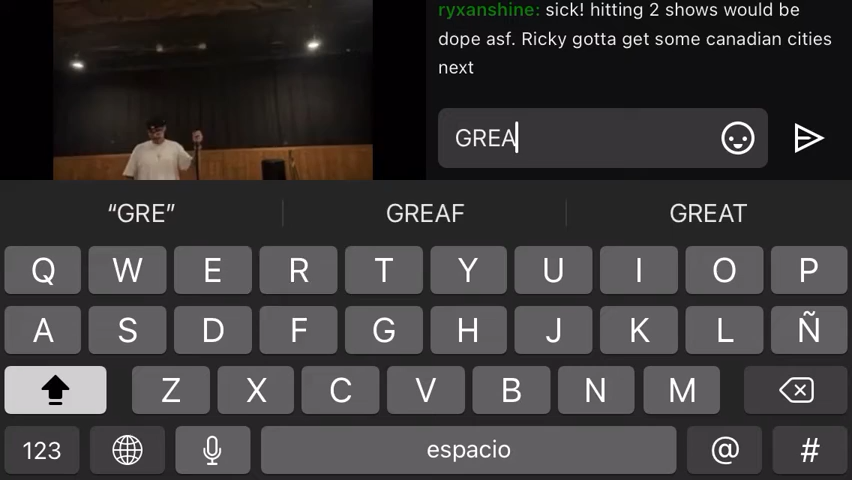 ryxanshine: sick! hitting 2 shows would be
dope asf. Ricky gotta get some canadian cities
next
GREA
“GRE” GREAF GREAT
Q W E R T Y U I O P
A S D F G H J K L Ñ
Z X C V B N M
123 espacio @ #